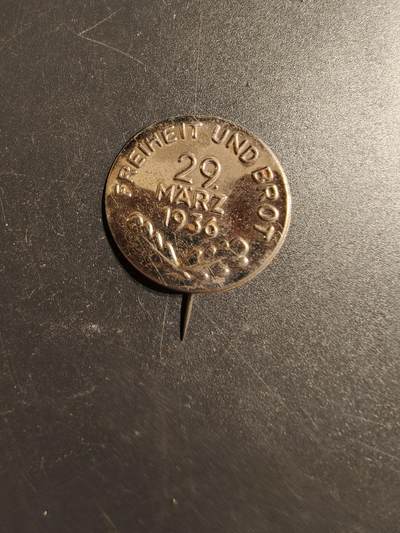 FREIHEIT UND BROT
29.
MÄRZ
1936